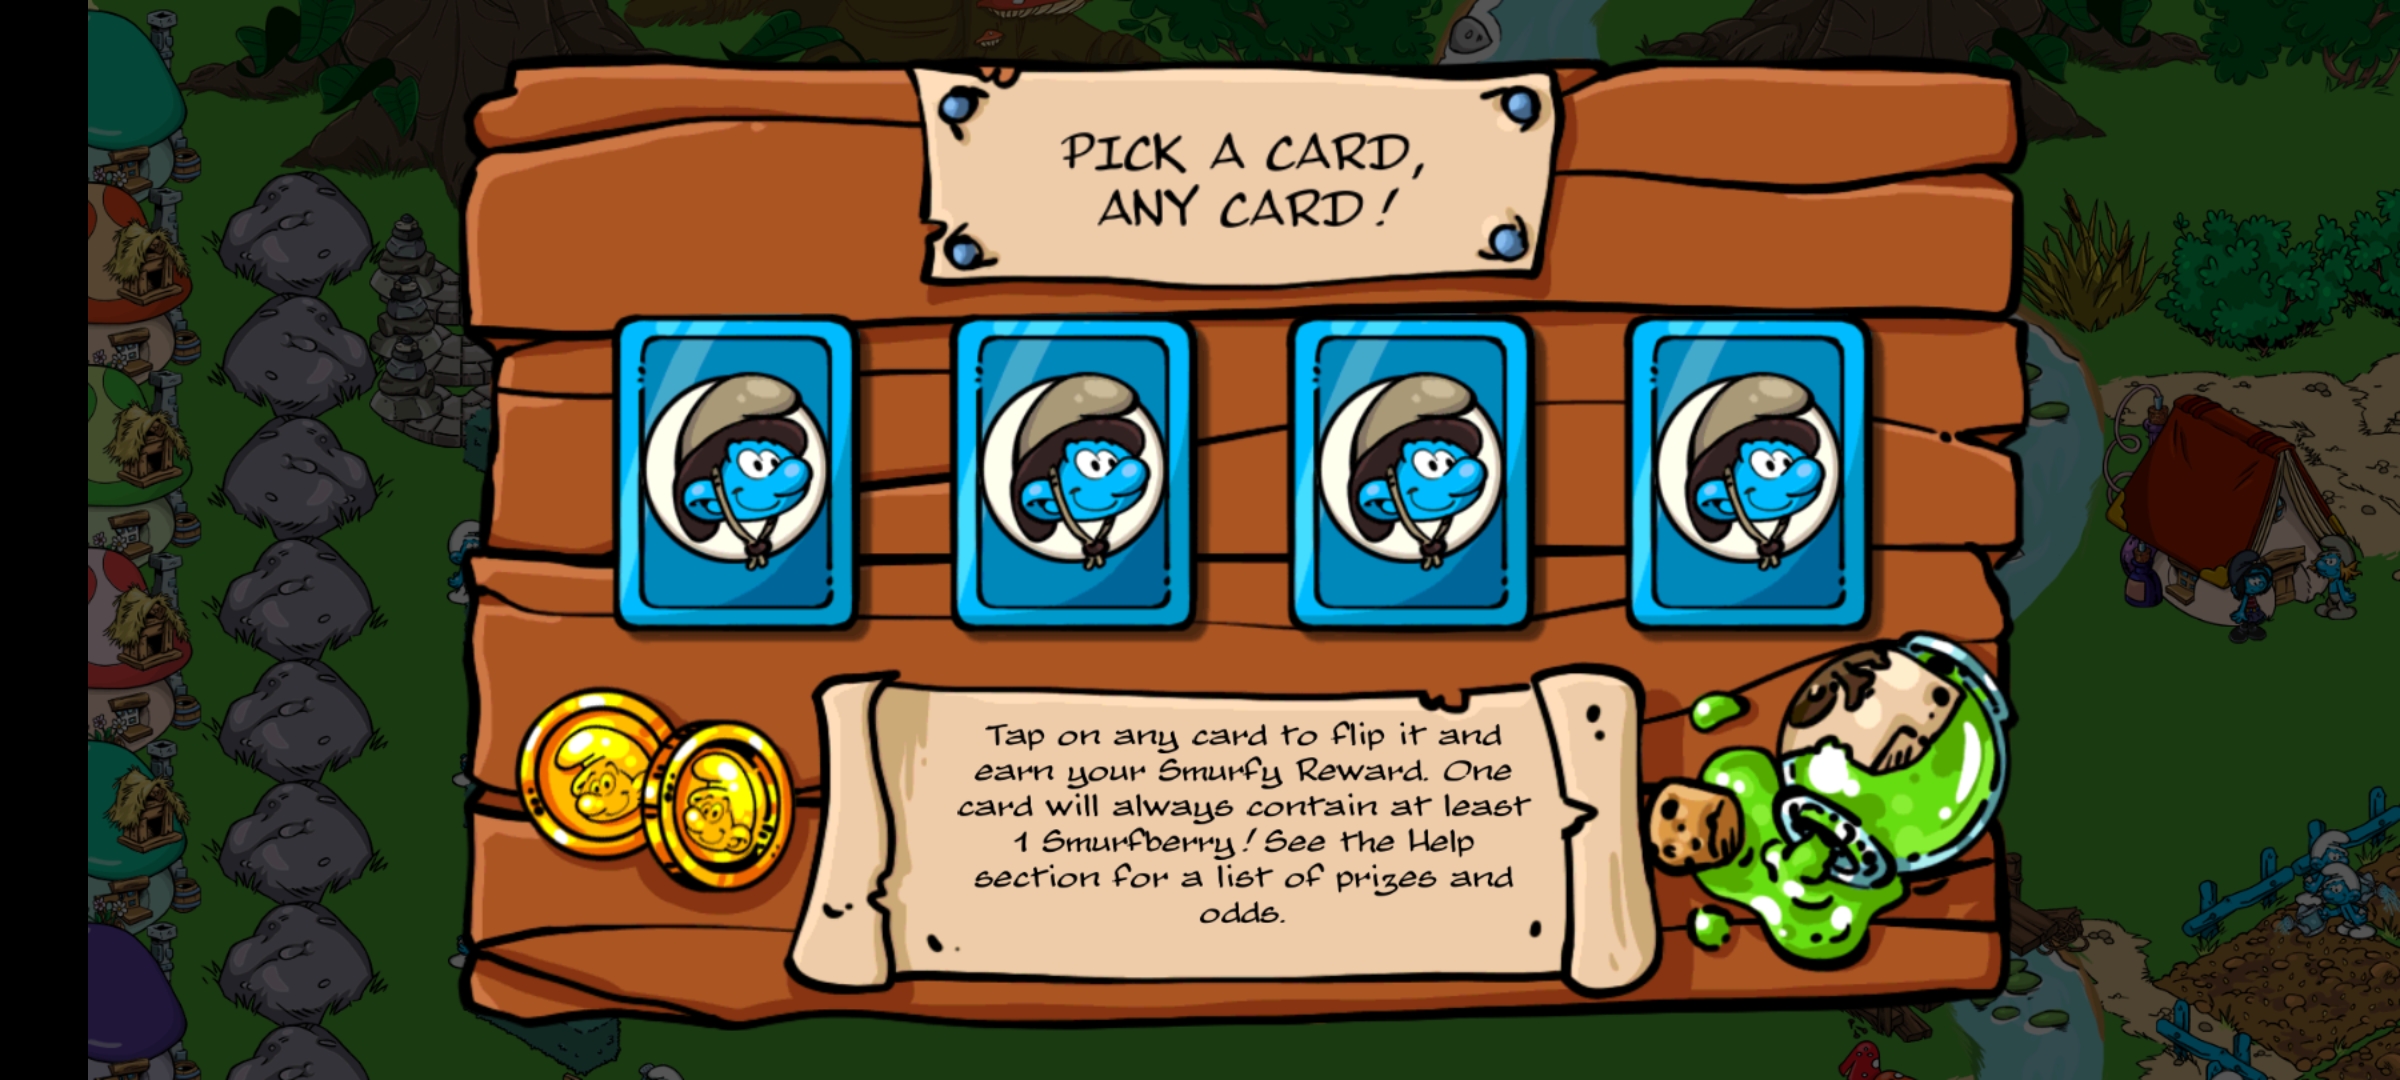 PICK A CARD,
ANY CARD!
Tap on any card to flip it and
earn your Smurfy Reward. One
card will always contain at least
1 Smurfberry! See the Help
section for a list of prizes and
odds.